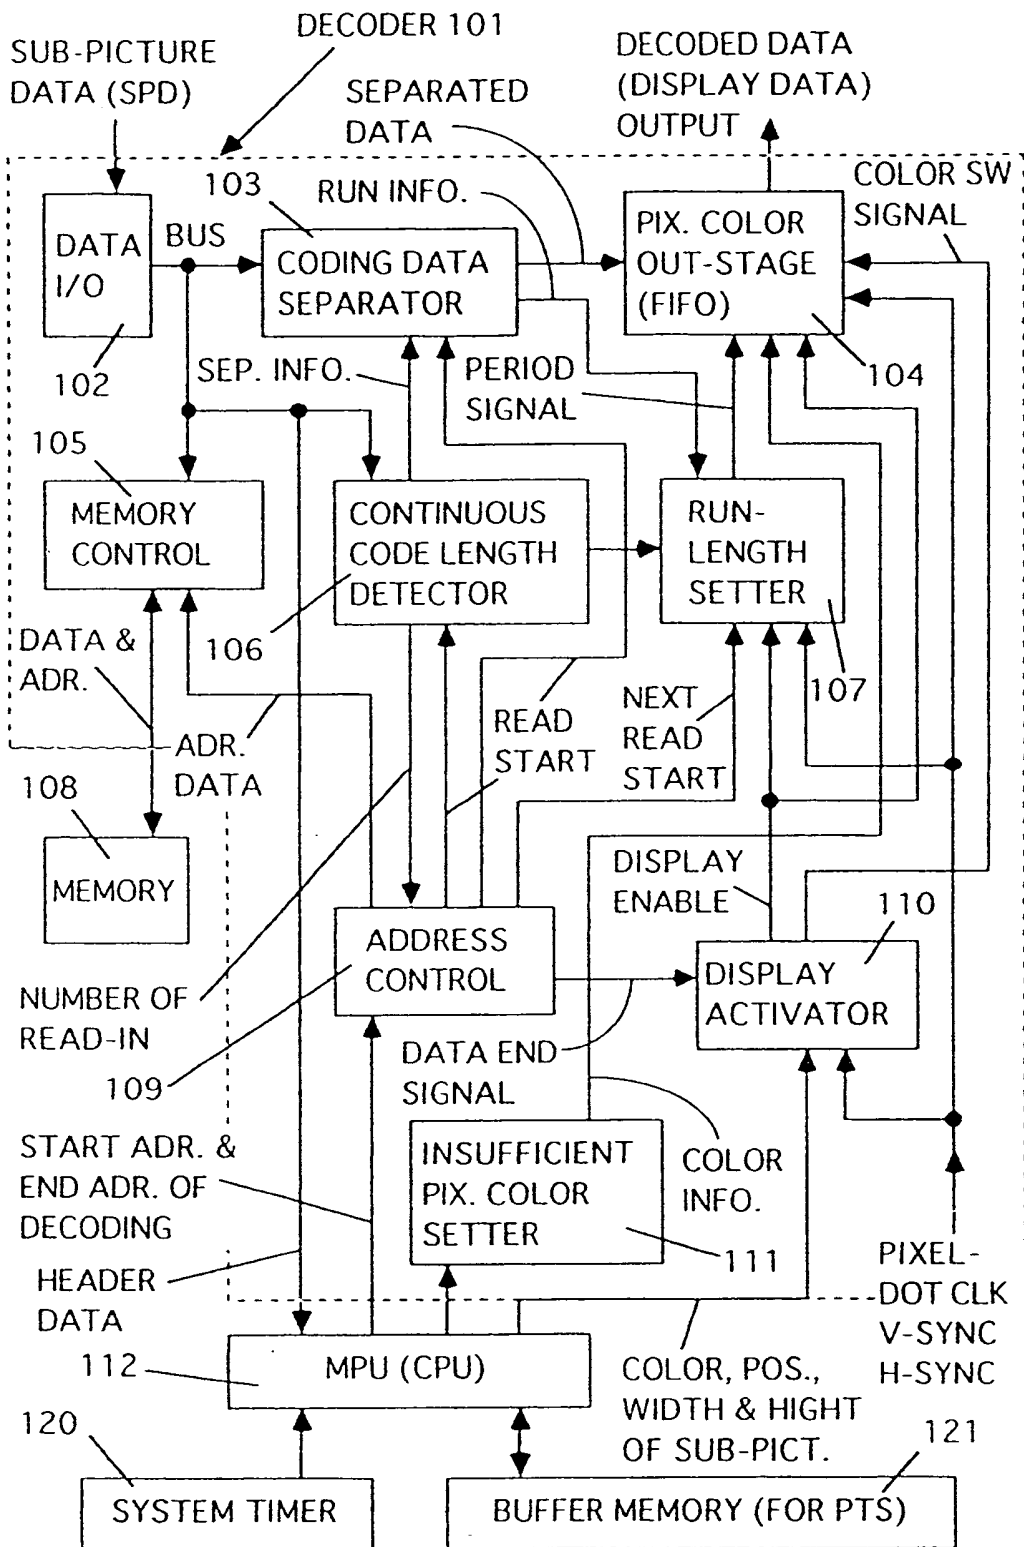 DECODER 101
SUB-PICTURE
DATA (SPD)
SEPARATED
DATA
DECODED DATA
(DISPLAY DATA)
OUTPUT
103
RUN INFO.
COLOR SW
SIGNAL
DATA
I/O
BUS
CODING DATA
SEPARATOR
PIX. COLOR
OUT-STAGE
(FIFO)
102
SEP. INFO.
PERIOD
SIGNAL
104
105
MEMORY
CONTROL
CONTINUOUS
CODE LENGTH
DETECTOR
RUN-
LENGTH
SETTER
DATA &
ADR.
106
107
READ
START
NEXT
READ
START
ADR.
DATA
108
MEMORY
DISPLAY
ENABLE
110
ADDRESS
CONTROL
DISPLAY
ACTIVATOR
NUMBER OF
READ-IN
109
DATA END
SIGNAL
START ADR. &
END ADR. OF
DECODING
INSUFFICIENT
PIX. COLOR
SETTER
COLOR
INFO.
111
HEADER
DATA
PIXEL-
DOT CLK
V-SYNC
H-SYNC
112
MPU (CPU)
COLOR, POS.,
WIDTH & HIGHT
OF SUB-PICT.
120
121
SYSTEM TIMER
BUFFER MEMORY (FOR PTS)